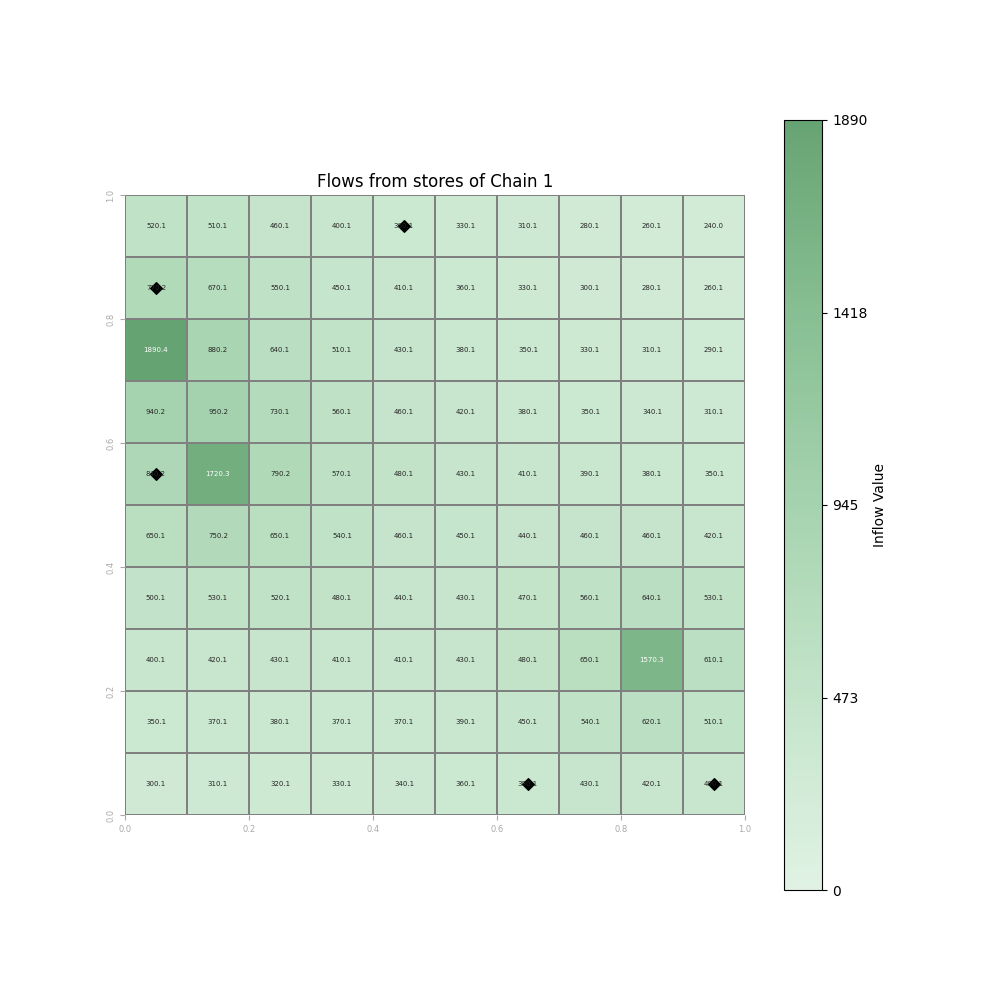 Flows from stores of Chain 1
1.0 520.1 510.1 460.1 400.1 330.1 310.1 280.1 260.1 240.0
670.1 550.1 450.1 410.1 360.1 330.1 300.1 280.1 260.1
0.8
1890.4 880.2 640.1 510.1 430.1 380.1 350.1 330.1 310.1 290.1
940.2 950.2 730.1 560.1 460.1 420.1 380.1 350.1 340.1 310.1
0.6
1720.3 790.2 570.1 480.1 430.1 410.1 390.1 380.1 350.1
650.1 750.2 650.1 540.1 460.1 450.1 440.1 460.1 460.1 420.1
0.4
500.1 530.1 520.1 480.1 440.1 430.1 470.1 560.1 640.1 530.1
400.1 420.1 430.1 410.1 410.1 430.1 480.1 650.1 1570.3 610.1
0.2
350.1 370.1 380.1 370.1 370.1 390.1 450.1 540.1 620.1 510.1
300.1 310.1 320.1 330.1 340.1 360.1 430.1 420.1
0.0
0.0 0.2 0.4 0.6 0.8 1.0
1890
1418
945
473
0
Inflow Value